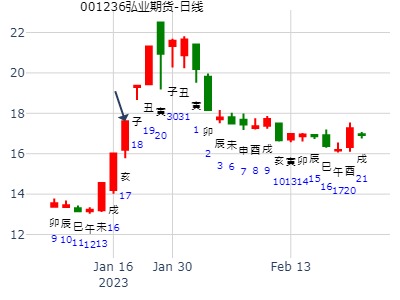 001236弘业期货-日线
22
20
18
16
14
12
卯 辰 巳 午 未 戌 亥 子 丑 寅 子 丑 寅 卯 辰 未 申 酉 戌 亥 寅 卯 辰 巳 午 酉 戌
9 10 11 12 13 16 17 18 19 20 30 31 1 2 3 6 7 8 9 10 13 14 15 16 17 20 21
Jan 16 Jan 30 Feb 13
2023